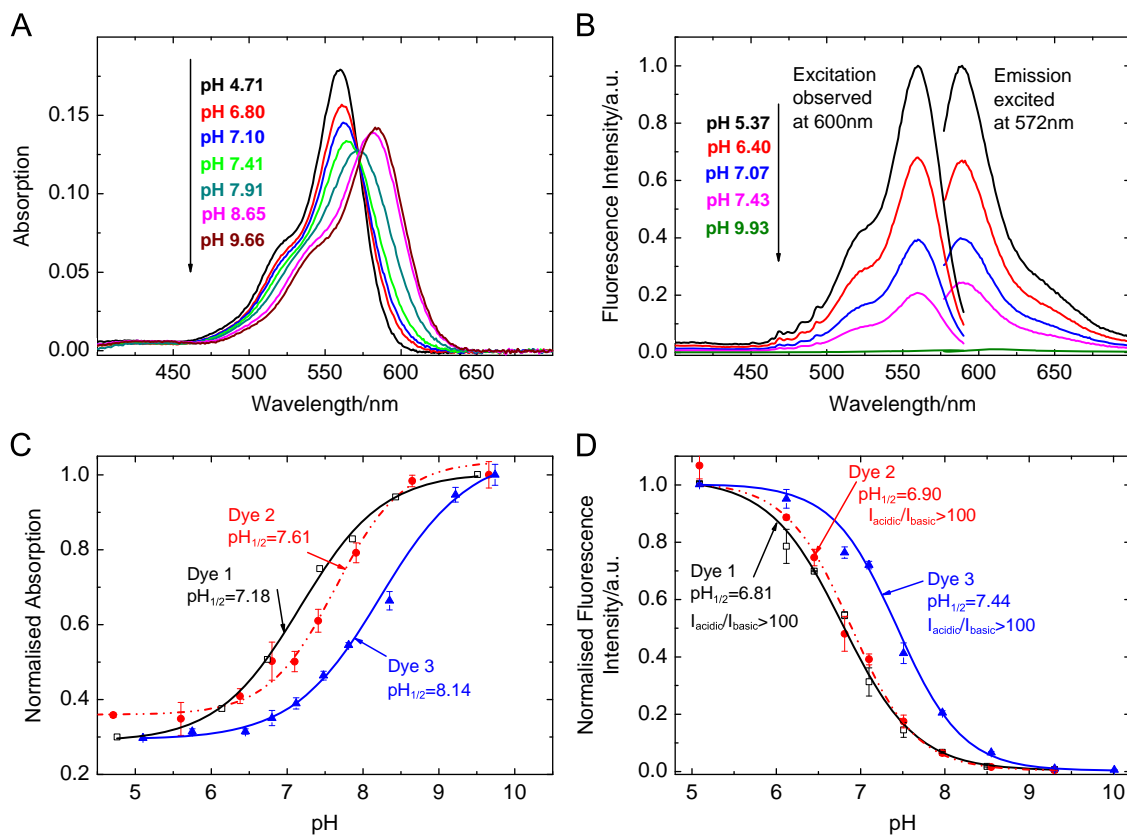 A
pH 4.71
pH 6.80
pH 7.10
pH 7.41
pH 7.91
pH 8.65
pH 9.66
0.15
0.10
0.05
0.00
Absorption
450 500 550 600 650
Wavelength/nm
B
Excitation
observed
at 600nm
Emission
excited
at 572nm
pH 5.37
pH 6.40
pH 7.07
pH 7.43
pH 9.93
1.0
0.8
0.6
0.4
0.2
0.0
Fluorescence Intensity/a.u.
450 500 550 600 650
Wavelength/nm
C
Dye 2
pH1/2=7.61
Dye 1
pH1/2=7.18
Dye 3
pH1/2=8.14
1.0
0.8
0.6
0.4
0.2
Normalised Absorption
5 6 7 8 9 10
pH
D
Dye 2
pH1/2=6.90
Iacidic/Ibasic>100
Dye 1
pH1/2=6.81
Iacidic/Ibasic>100
Dye 3
pH1/2=7.44
Iacidic/Ibasic>100
1.0
0.8
0.6
0.4
0.2
0.0
Normalised Fluorescence
Intensity/a.u.
5 6 7 8 9 10
pH